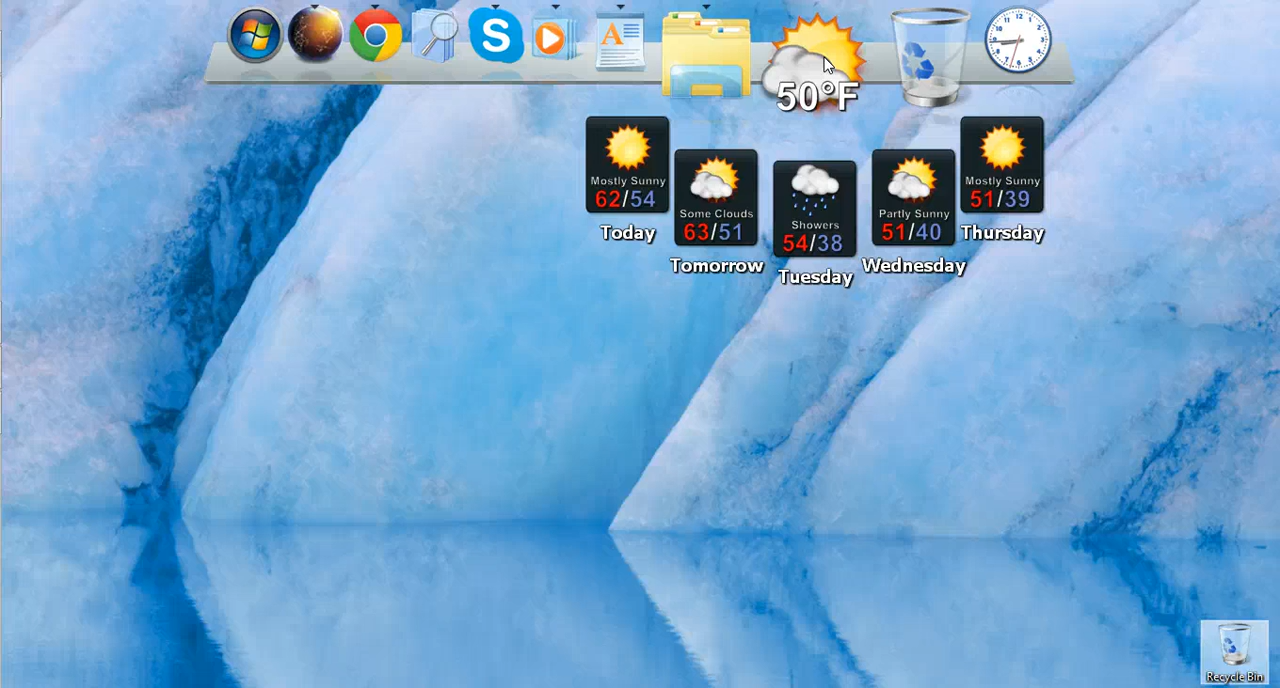 S
A
50°F
Mostly Sunny
62/54
Today
Some Clouds
63/51
Tomorrow
Showers
54/38
Tuesday
Partly Sunny
51/40
Wednesday
Mostly Sunny
51/39
Thursday
Recycle Bin